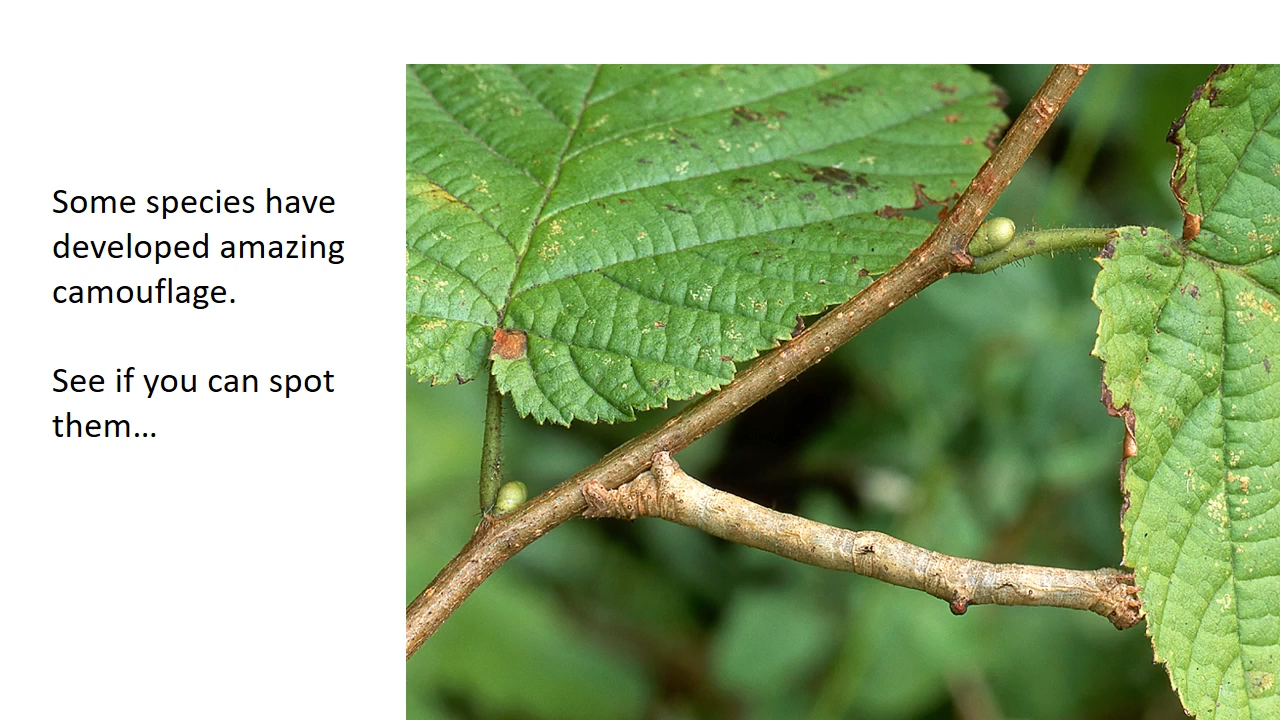 Some species have
developed amazing
camouflage.
See if you can spot
them...